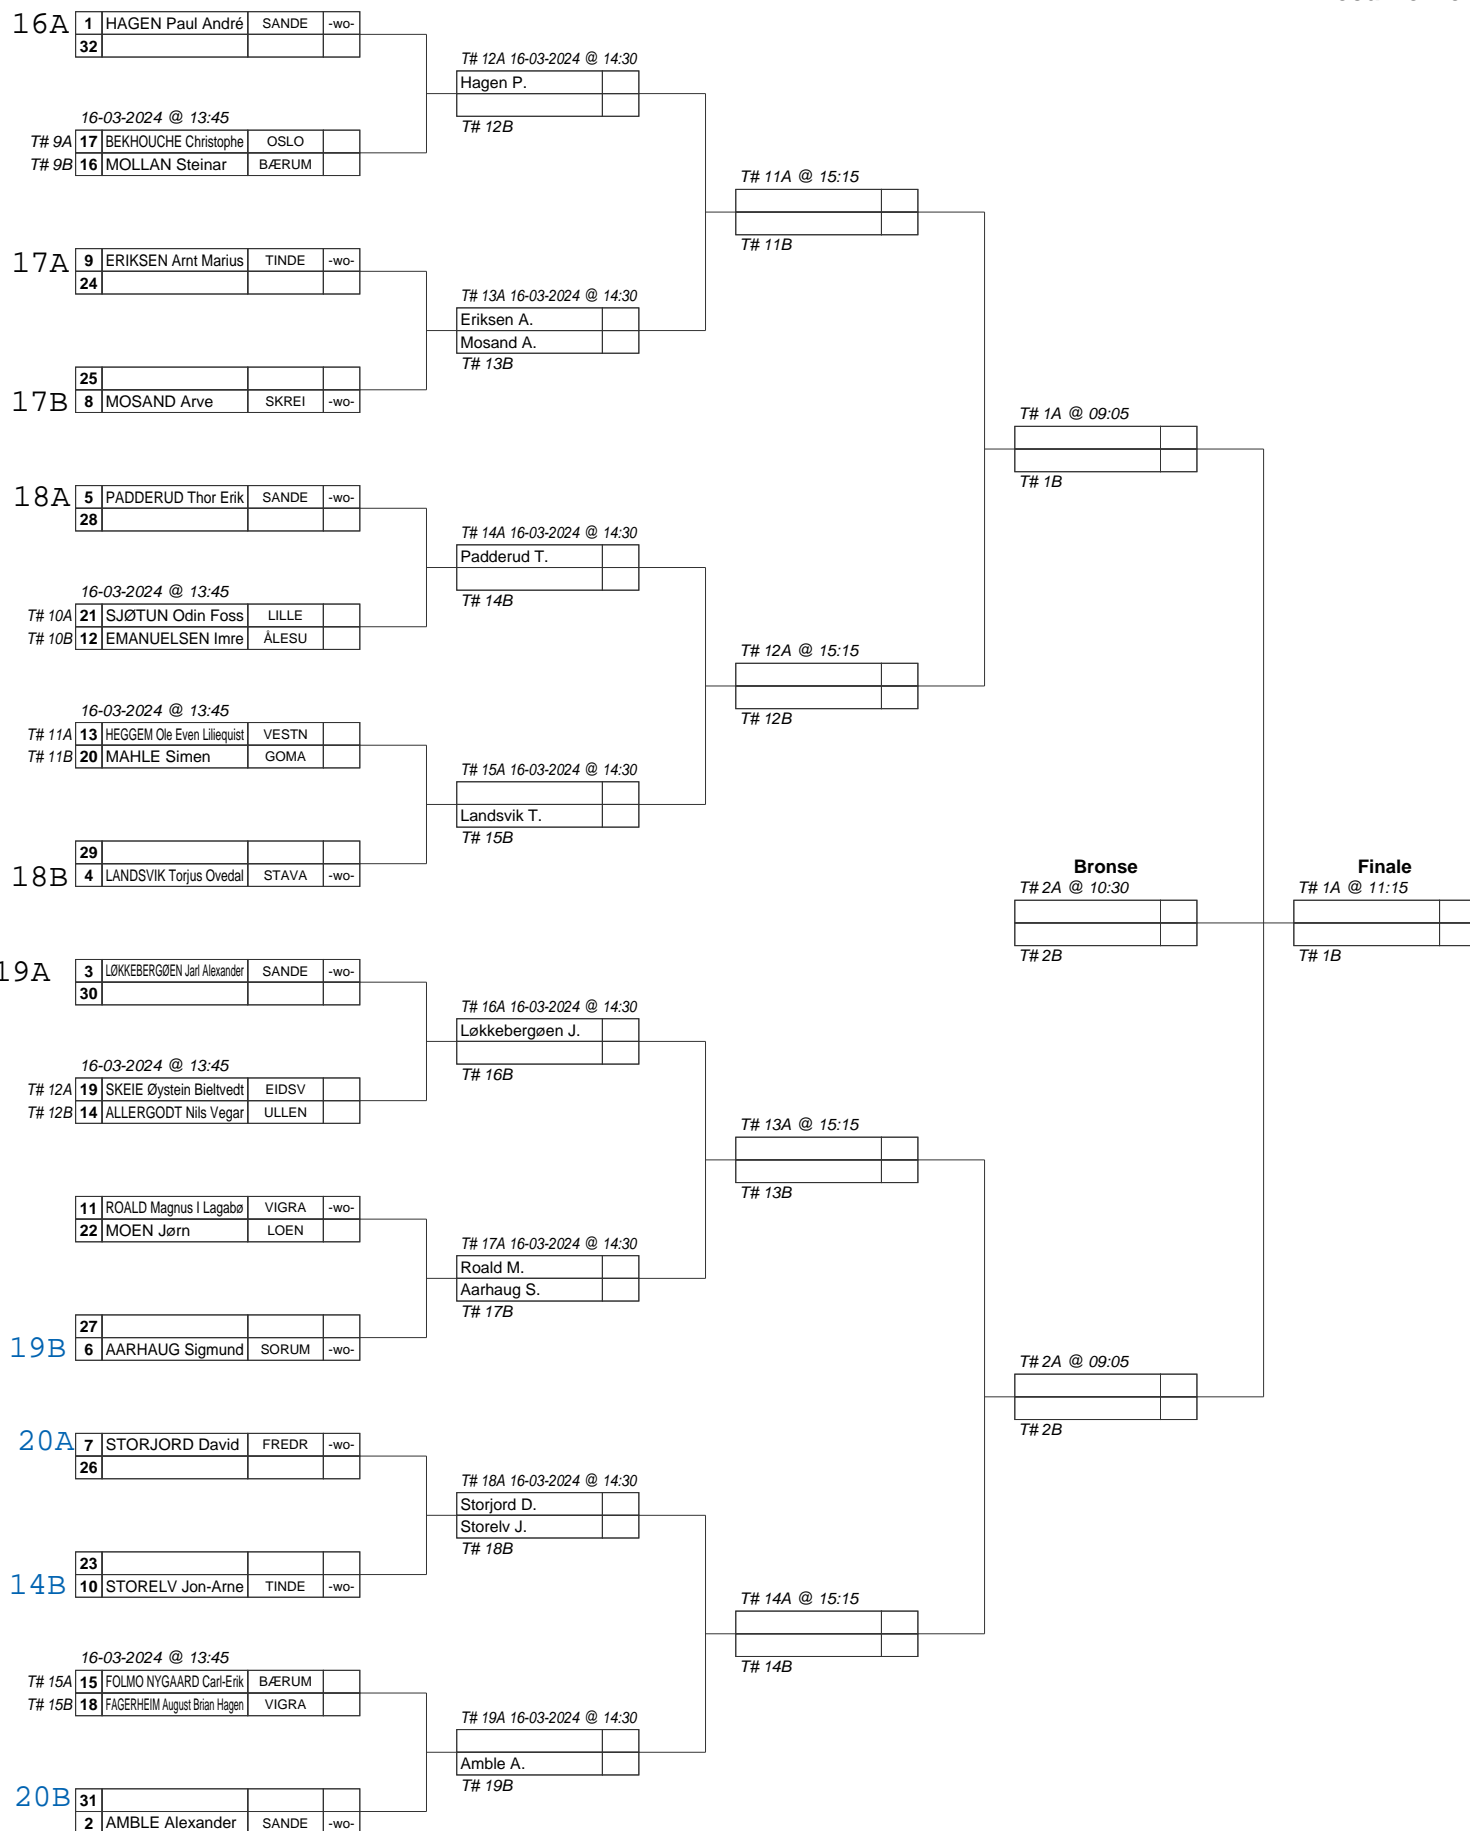 16A 1 HAGEN Paul André SANDE -wo-
32
T# 12A 16-03-2024 @ 14:30
Hagen P.
T# 12B
16-03-2024 @ 13:45
T# 9A 17 BEKHOUCHE Christophe OSLO
T# 9B 16 MOLLAN Steinar BÆRUM
T# 11A @ 15:15
T# 11B
17A 9 ERIKSEN Arnt Marius TINDE -wo-
24
T# 13A 16-03-2024 @ 14:30
Eriksen A.
Mosand A.
T# 13B
25
17B 8 MOSAND Arve SKREI -wo-
T# 1A @ 09:05
T# 1B
18A 5 PADDERUD Thor Erik SANDE -wo-
28
T# 14A 16-03-2024 @ 14:30
Padderud T.
T# 14B
16-03-2024 @ 13:45
T# 10A 21 SJØTUN Odin Foss LILLE
T# 10B 12 EMANUELSEN Imre ÅLESU
T# 12A @ 15:15
T# 12B
16-03-2024 @ 13:45
T# 11A 13 HEGGEM Ole Even Liliequist VESTN
T# 11B 20 MAHLE Simen GOMA
T# 15A 16-03-2024 @ 14:30
Landsvik T.
T# 15B
29
18B 4 LANDSVIK Torjus Ovedal STAVA -wo-
Bronse Finale
T# 2A @ 10:30 T# 1A @ 11:15
T# 2B T# 1B
19A 3 LØKKEBERGØEN Jarl Alexander SANDE -wo-
30
T# 16A 16-03-2024 @ 14:30
Løkkebergøen J.
T# 16B
16-03-2024 @ 13:45
T# 12A 19 SKEIE Øystein Bieltvedt EIDSV
T# 12B 14 ALLERGODT Nils Vegar ULLEN
T# 13A @ 15:15
T# 13B
11 ROALD Magnus I Lagabø VIGRA -wo-
22 MOEN Jørn LOEN
T# 17A 16-03-2024 @ 14:30
Roald M.
Aarhaug S.
T# 17B
27
19B 6 AARHAUG Sigmund SORUM -wo-
T# 2A @ 09:05
T# 2B
20A 7 STORJORD David FREDR -wo-
26
T# 18A 16-03-2024 @ 14:30
Storjord D.
Storelv J.
T# 18B
23
14B 10 STORELV Jon-Arne TINDE -wo-
T# 14A @ 15:15
T# 14B
16-03-2024 @ 13:45
T# 15A 15 FOLMO NYGAARD Carl-Erik BÆRUM
T# 15B 18 FAGERHEIM August Brian Hagen VIGRA
T# 19A 16-03-2024 @ 14:30
Amble A.
T# 19B
20B 31
2 AMBLE Alexander SANDE -wo-